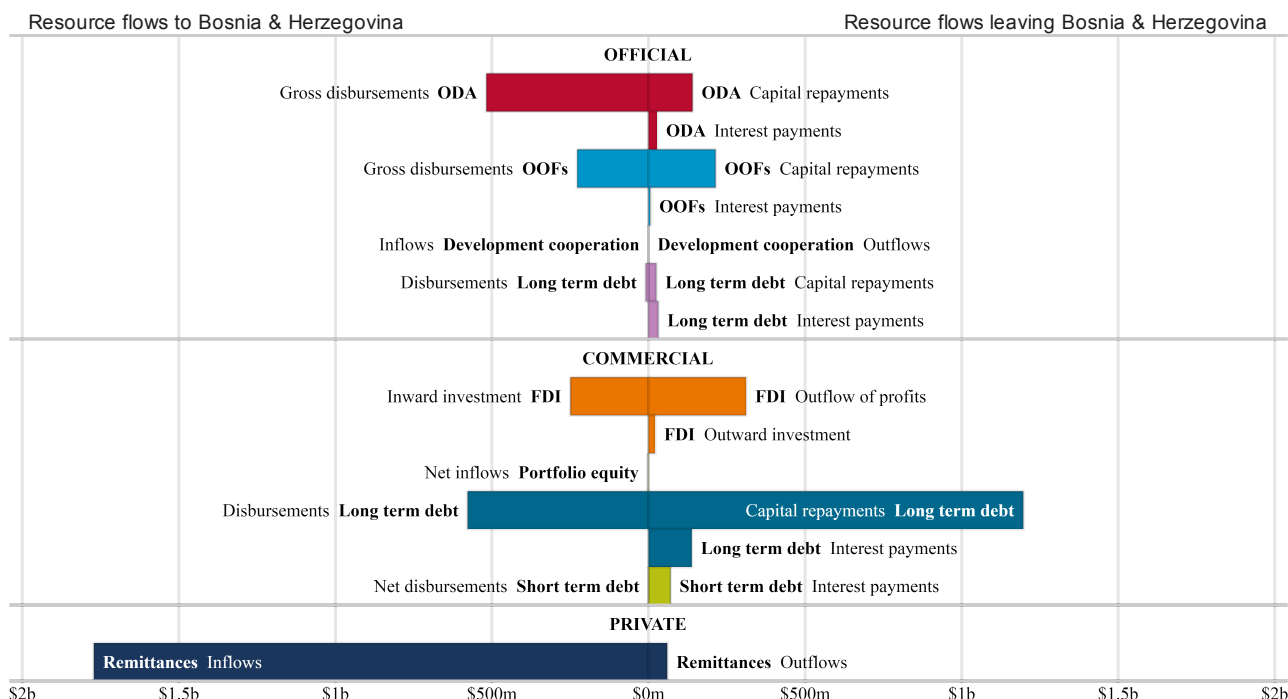 Resource flows to Bosnia & Herzegovina Resource flows leaving Bosnia & Herzegovina
OFFICIAL
Gross disbursements ODA ODA Capital repayments
ODA Interest payments
Gross disbursements OOFs OOFs Capital repayments
OOFs Interest payments
Inflows Development cooperation Development cooperation Outflows
Disbursements Long term debt Long term debt Capital repayments
Long term debt Interest payments
COMMERCIAL
Inward investment FDI FDI Outflow of profits
FDI Outward investment
Net inflows Portfolio equity
Disbursements Long term debt Capital repayments Long term debt
Long term debt Interest payments
Net disbursements Short term debt Short term debt Interest payments
PRIVATE
Remittances Inflows Remittances Outflows
$2b $1.5b $1b $500m $0m $500m $1b $1.5b $2b